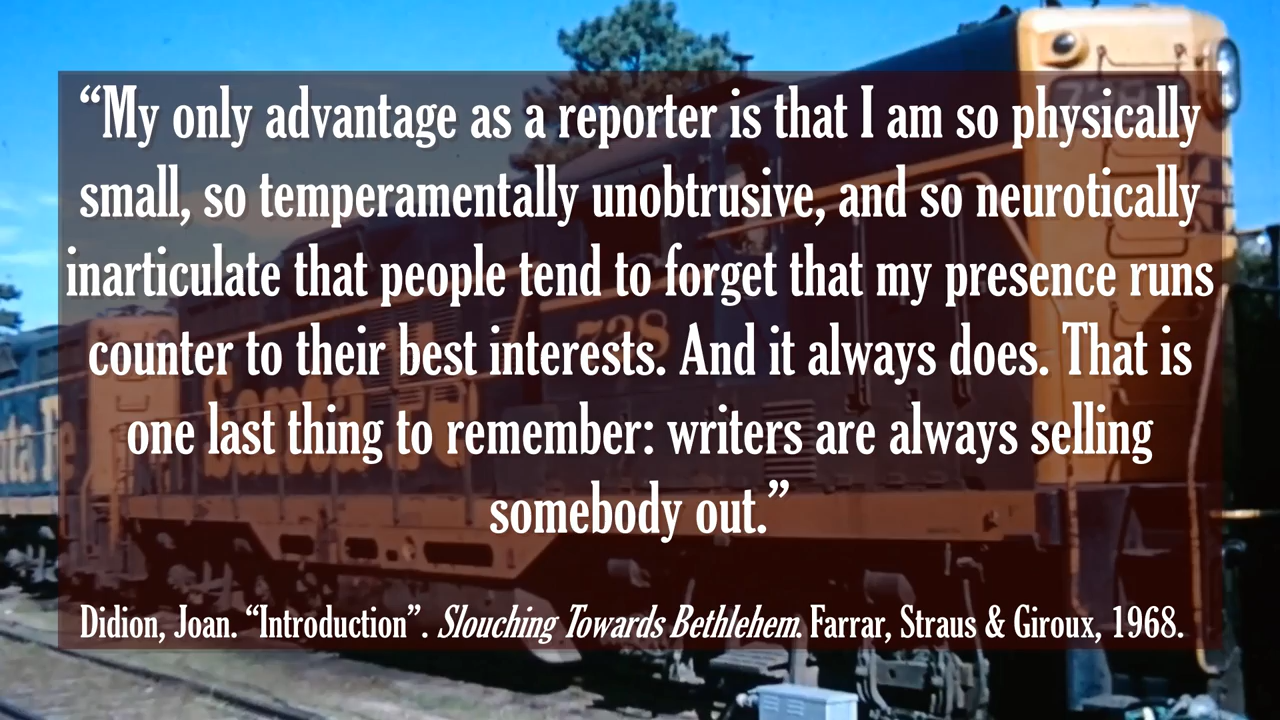 “My only advantage as a reporter is that I am so physically
small, so temperamentally unobtrusive, and so neurotically
inarticulate that people tend to forget that my presence runs
counter to their best interests. And it always does. That is
one last thing to remember: writers are always selling
somebody out.”
Didion, Joan. “Introduction”. Slouching Towards Bethlehem. Farrar, Straus & Giroux, 1968.
738
Santa Fe